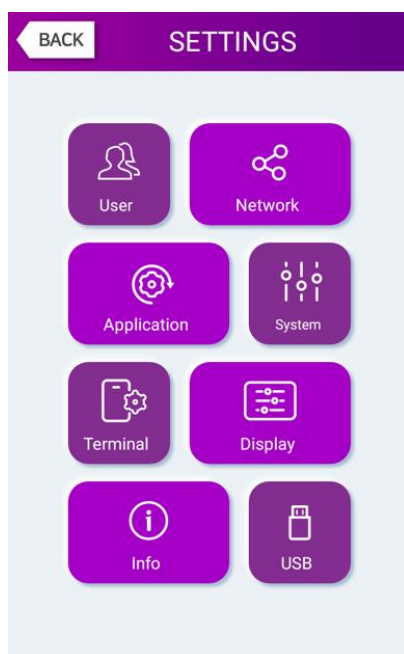 BACK
SETTINGS
User
Network
Application
System
Terminal
Display
Info
USB